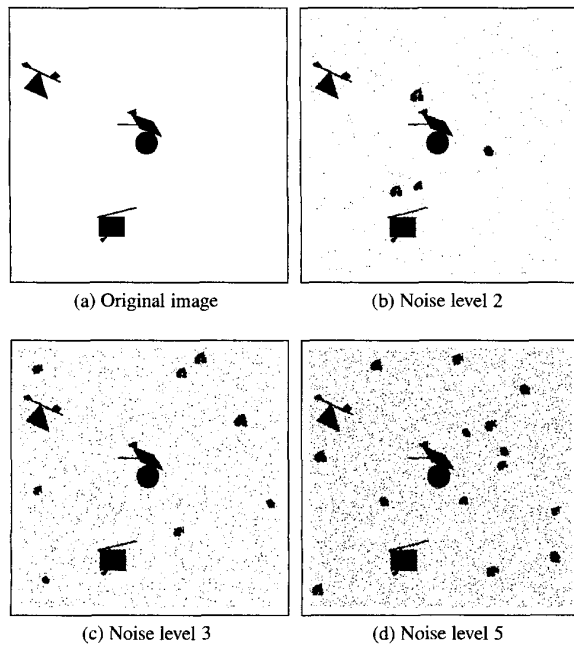 (a) Original image
(b) Noise level 2
(c) Noise level 3
(d) Noise level 5